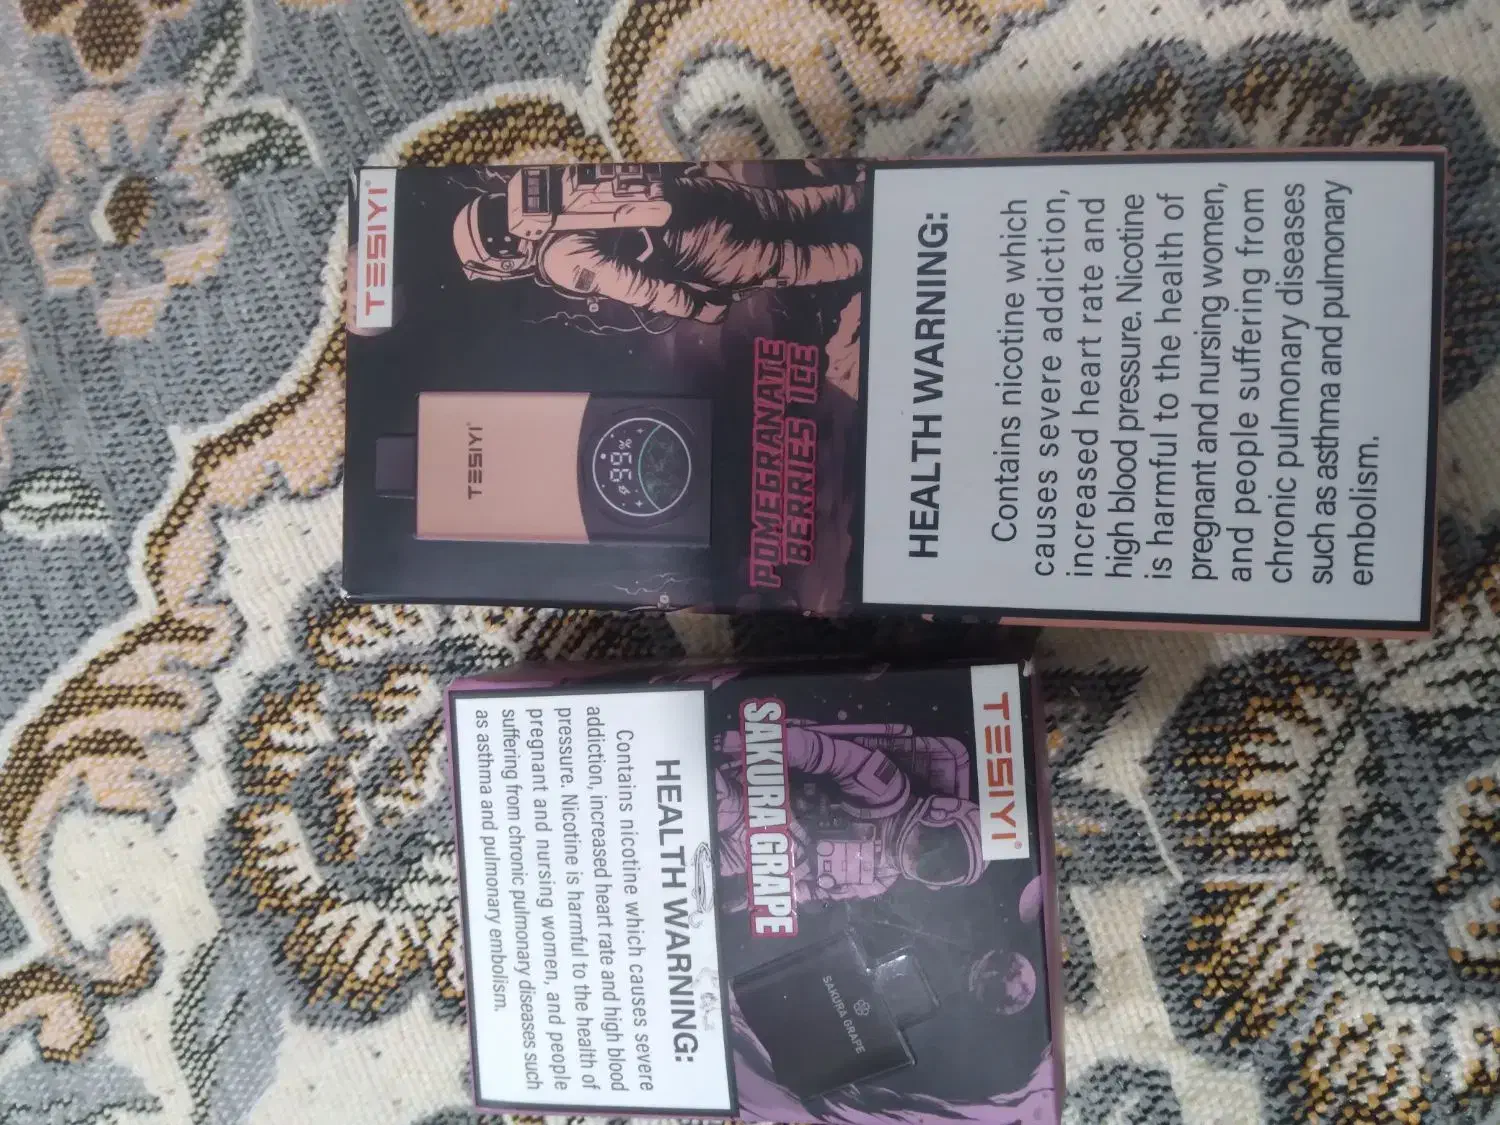 TESIYI
TESIYI
66%
POMEGRANATE
BERRIES ICE
HEALTH WARNING:
Contains nicotine which
causes severe addiction,
increased heart rate and
high blood pressure. Nicotine
is harmful to the health of
pregnant and nursing women,
and people suffering from
chronic pulmonary diseases
such as asthma and pulmonary
embolism.
TESIYI
SAKURA GRAPE
SAKURA GRAPE
HEALTH WARNING:
Contains nicotine which causes severe
addiction, increased heart rate and high blood
pressure. Nicotine is harmful to the health of
pregnant and nursing women, and people
suffering from chronic pulmonary diseases such
as asthma and pulmonary embolism.